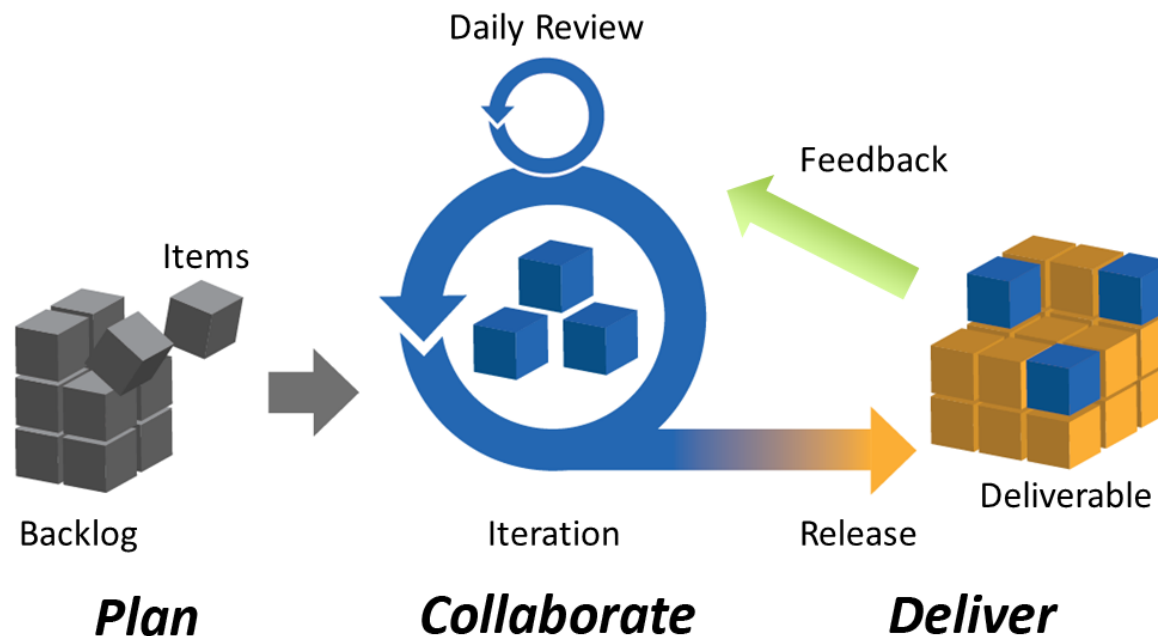 Daily Review
Feedback
Items
Deliverable
Backlog
Iteration
Release
Plan
Collaborate
Deliver